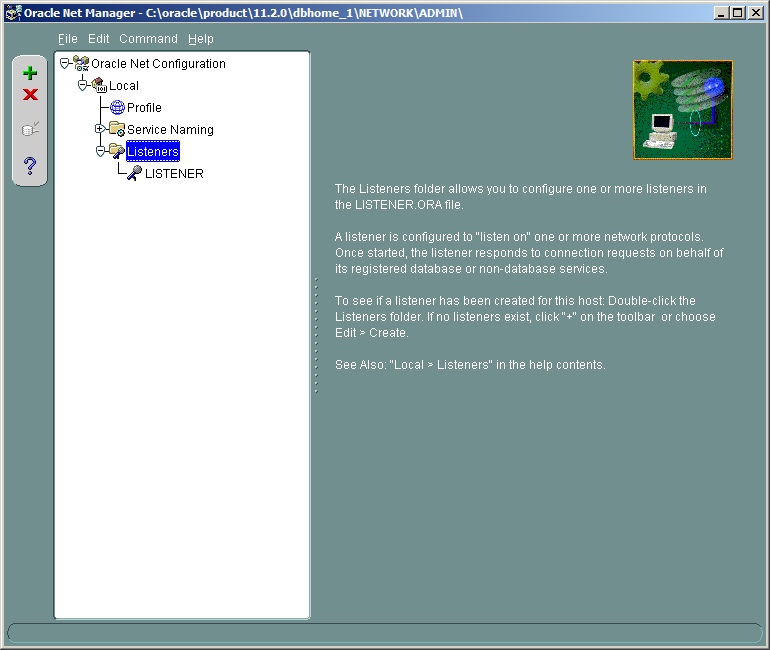 Oracle Net Manager - C:\oracle\product\11.2.0\dbhome_1\NETWORK\ADMIN\
File Edit Command Help
Oracle Net Configuration
Local
Profile
Service Naming
Listeners
LISTENER
The Listeners folder allows you to configure one or more listeners in
the LISTENER.ORA file.
A listener is configured to "listen on" one or more network protocols.
Once started, the listener responds to connection requests on behalf of
its registered database or non-database services.
To see if a listener has been created for this host: Double-click the
Listeners folder. If no listeners exist, click "+" on the toolbar or choose
Edit > Create.
See Also: "Local > Listeners" in the help contents.